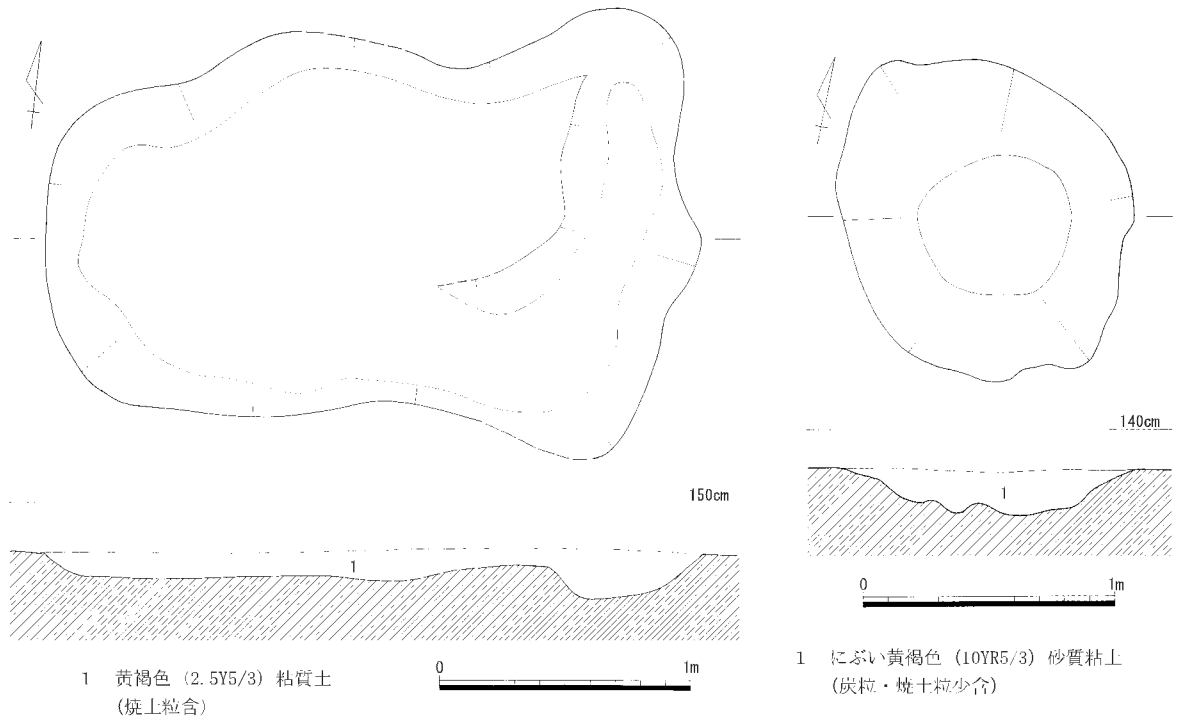 150cm
1
0 1m
1 黄褐色 (2.5Y5/3) 粘質土
(焼土粒含)
140cm
1
0 1m
1 にぶい黄褐色 (10YR5/3) 砂質粘土
(炭粒・焼土粒少含)